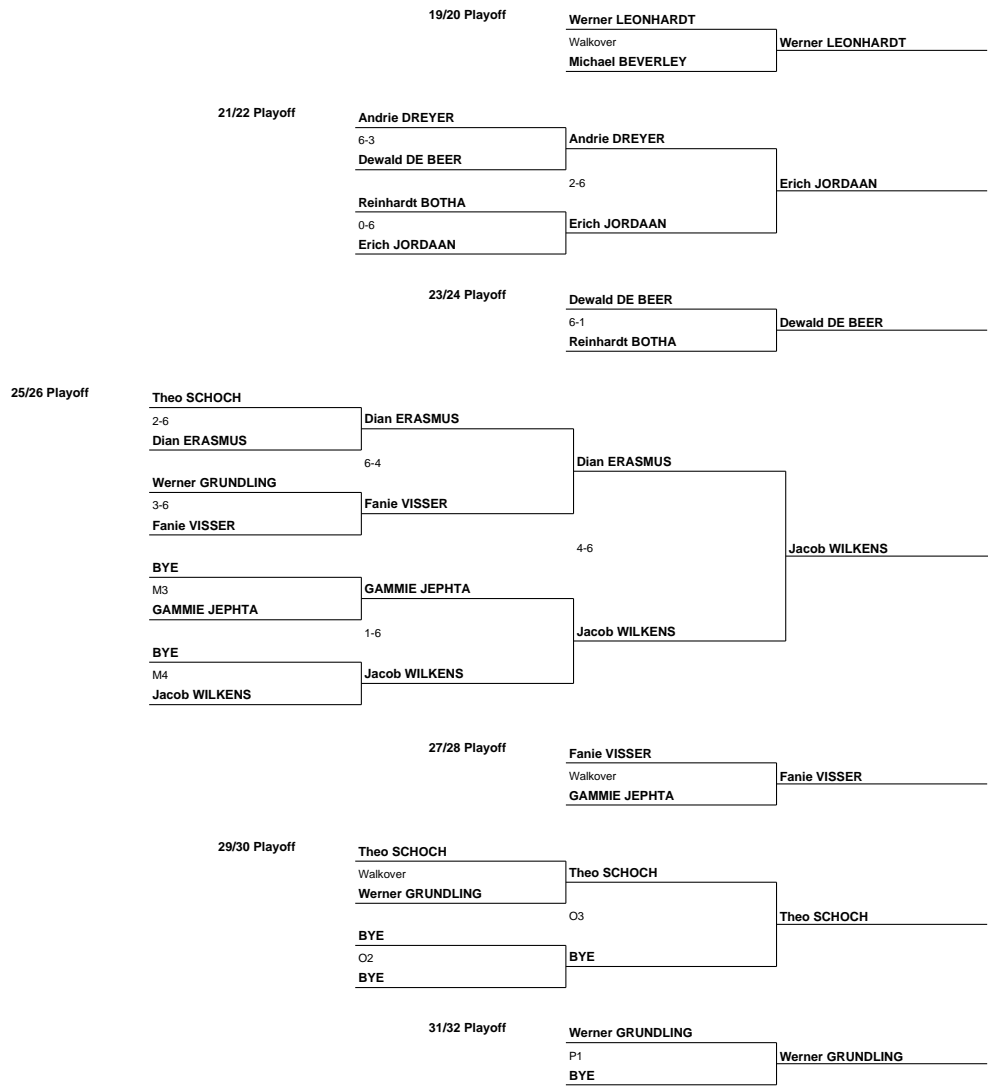 19/20 Playoff
Werner LEONHARDT
Walkover
Werner LEONHARDT
Michael BEVERLEY
21/22 Playoff
Andrie DREYER
6-3
Andrie DREYER
Dewald DE BEER
2-6
Erich JORDAAN
Reinhardt BOTHA
0-6
Erich JORDAAN
Erich JORDAAN
23/24 Playoff
Dewald DE BEER
6-1
Dewald DE BEER
Reinhardt BOTHA
25/26 Playoff
Theo SCHOCH
2-6
Dian ERASMUS
Dian ERASMUS
6-4
Dian ERASMUS
Werner GRUNDLING
3-6
Fanie VISSER
Fanie VISSER
4-6
Jacob WILKENS
BYE
M3
GAMMIE JEPHTA
GAMMIE JEPHTA
1-6
Jacob WILKENS
BYE
M4
Jacob WILKENS
Jacob WILKENS
27/28 Playoff
Fanie VISSER
Walkover
Fanie VISSER
GAMMIE JEPHTA
29/30 Playoff
Theo SCHOCH
Walkover
Theo SCHOCH
Werner GRUNDLING
O3
Theo SCHOCH
BYE
O2
BYE
BYE
31/32 Playoff
Werner GRUNDLING
P1
Werner GRUNDLING
BYE